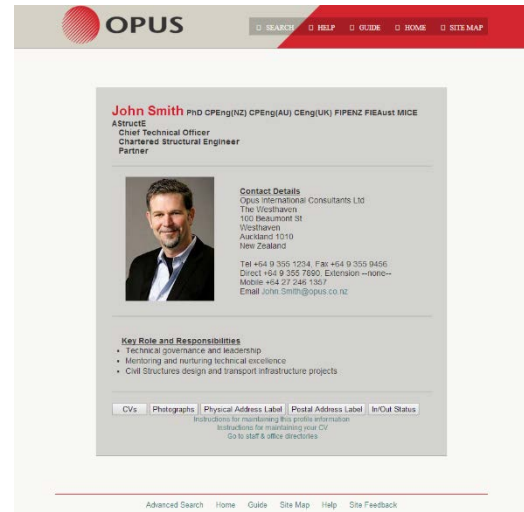 OPUS
SEARCH HELP GUIDE HOME SITE MAP
John Smith PhD CPEng(NZ) CPEng(AU) CEng(UK) FIPENZ FIEAust MICE
AStructE
Chief Technical Officer
Chartered Structural Engineer
Partner
Contact Details
Opus International Consultants Ltd
The Westhaven
100 Beaumont St
Westhaven
Auckland 1010
New Zealand
Tel +64 9 355 1234, Fax +64 9 355 9456
Direct +64 9 355 7890, Extension --none--
Mobile +64 27 246 1357
Email John.Smith@opus.co.nz
Key Role and Responsibilities
• Technical governance and leadership
• Mentoring and nurturing technical excellence
• Civil Structures design and transport infrastructure projects
CVs Photographs Physical Address Label Postal Address Label In/Out Status
Instructions for maintaining this profile information
Instructions for maintaining your CV
Go to staff & office directories
Advanced Search Home Guide Site Map Help Site Feedback